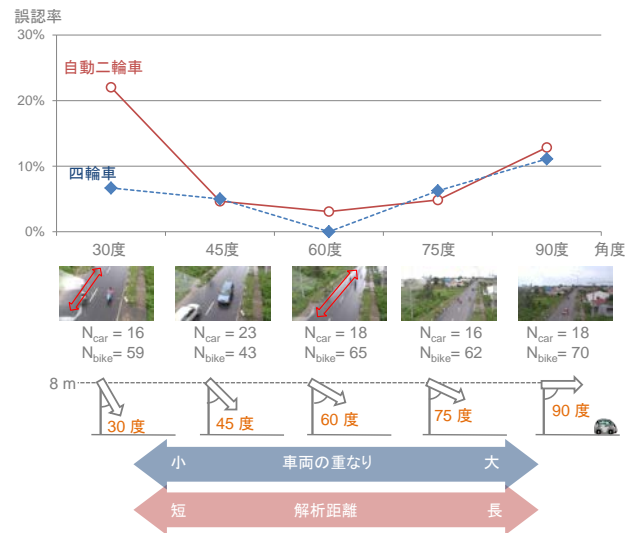 誤認率
30%
自動二輪車
20%
10%
四輪車
0%
30度 45度 60度 75度 90度 角度
Ncar = 16 Ncar = 23 Ncar = 18 Ncar = 16 Ncar = 18
Nbike= 59 Nbike= 43 Nbike= 65 Nbike= 62 Nbike= 70
8 m
30 度 45 度 60 度 75 度 90 度
小 車両の重なり 大
短 解析距離 長